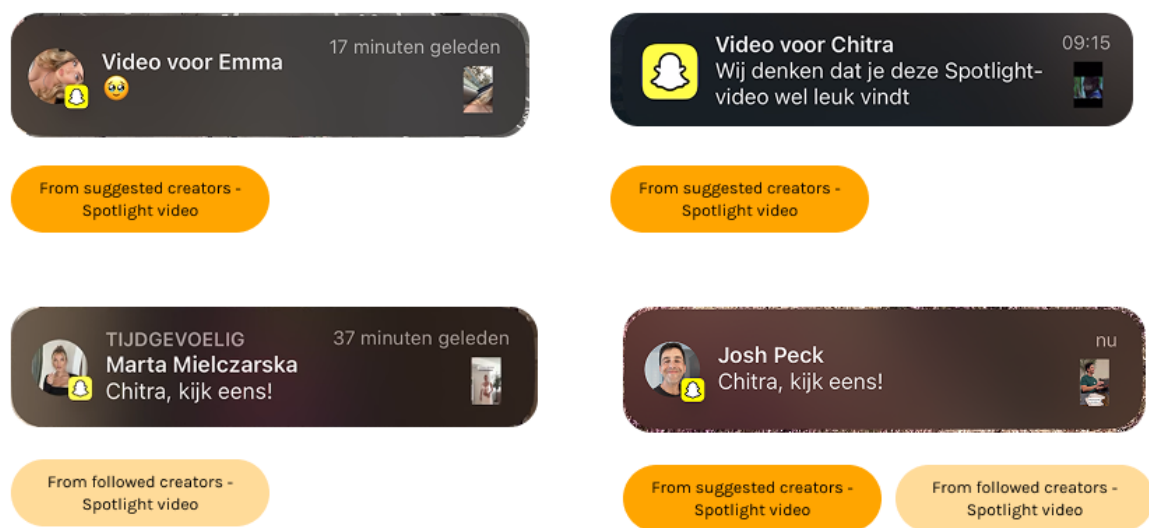 17 minuten geleden
Video voor Emma
🥹
From suggested creators -
Spotlight video
Video voor Chitra
09:15
Wij denken dat je deze Spotlight-
video wel leuk vindt
From suggested creators -
Spotlight video
TIJDGEVOELIG
37 minuten geleden
Marta Mielczarska
Chitra, kijk eens!
From followed creators -
Spotlight video
nu
Josh Peck
Chitra, kijk eens!
From suggested creators -
Spotlight video
From followed creators -
Spotlight video